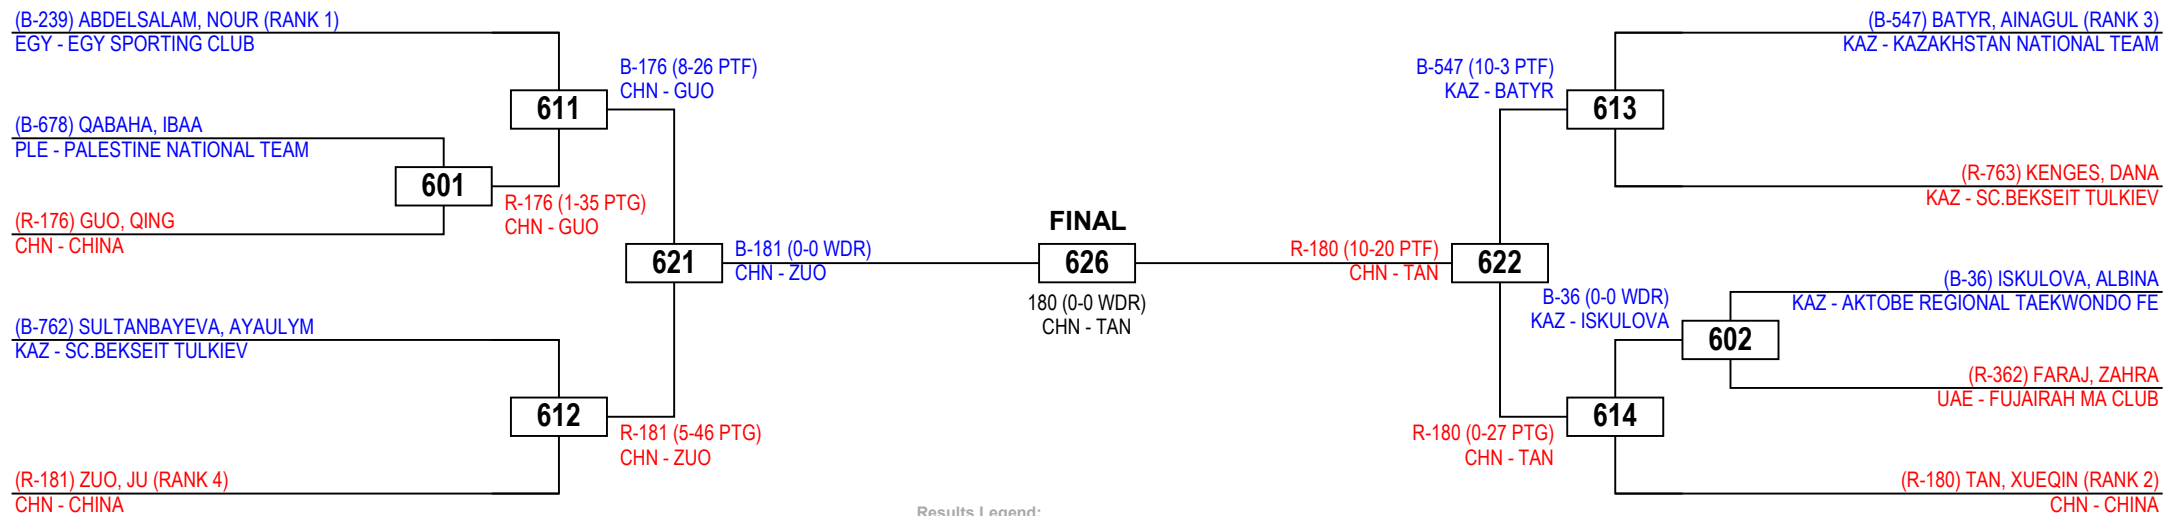 (B-239) ABDELSALAM, NOUR (RANK 1)
EGY - EGY SPORTING CLUB
B-176 (8-26 PTF)
CHN - GUO
611
(B-678) QABAHA, IBAA
PLE - PALESTINE NATIONAL TEAM
601
R-176 (1-35 PTG)
CHN - GUO
(R-176) GUO, QING
CHN - CHINA
621
B-181 (0-0 WDR)
CHN - ZUO
(B-762) SULTANBAYEVA, AYAULYM
KAZ - SC.BEKSEIT TULKIEV
612
R-181 (5-46 PTG)
CHN - ZUO
(R-181) ZUO, JU (RANK 4)
CHN - CHINA
FINAL
626
180 (0-0 WDR)
CHN - TAN
(B-547) BATYR, AINAGUL (RANK 3)
KAZ - KAZAKHSTAN NATIONAL TEAM
B-547 (10-3 PTF)
KAZ - BATYR
613
(R-763) KENGES, DANA
KAZ - SC.BEKSEIT TULKIEV
R-180 (10-20 PTF)
CHN - TAN
622
(B-36) ISKULOVA, ALBINA
KAZ - AKTOBE REGIONAL TAEKWONDO FE
B-36 (0-0 WDR)
KAZ - ISKULOVA
602
(R-362) FARAJ, ZAHRA
UAE - FUJAIRAH MA CLUB
614
R-180 (0-27 PTG)
CHN - TAN
(R-180) TAN, XUEQIN (RANK 2)
CHN - CHINA
Results Legend: